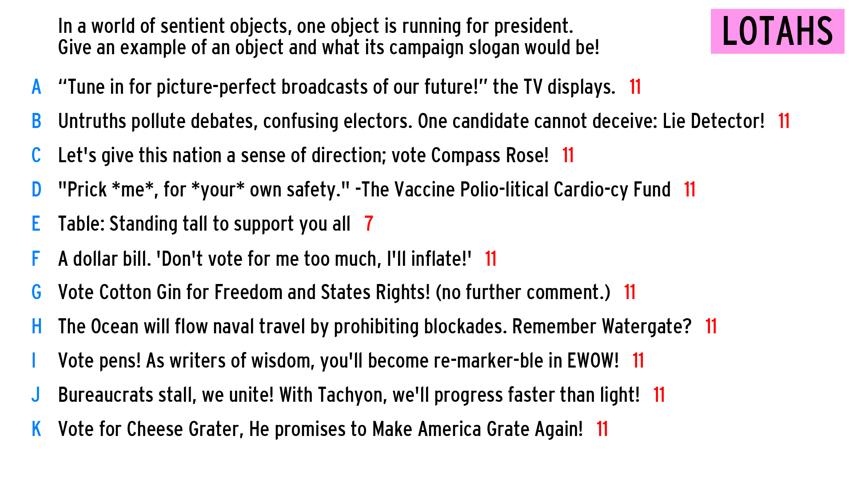 In a world of sentient objects, one object is running for president.
Give an example of an object and what its campaign slogan would be!
LOTAHS
A “Tune in for picture-perfect broadcasts of our future!” the TV displays. 11
B Untruths pollute debates, confusing electors. One candidate cannot deceive: Lie Detector! 11
C Let's give this nation a sense of direction; vote Compass Rose! 11
D "Prick *me*, for *your* own safety." -The Vaccine Polio-litical Cardio-cy Fund 11
E Table: Standing tall to support you all 7
F A dollar bill. 'Don't vote for me too much, I'll inflate!' 11
G Vote Cotton Gin for Freedom and States Rights! (no further comment.) 11
H The Ocean will flow naval travel by prohibiting blockades. Remember Watergate? 11
I Vote pens! As writers of wisdom, you'll become re-marker-ble in EWOW! 11
J Bureaucrats stall, we unite! With Tachyon, we'll progress faster than light! 11
K Vote for Cheese Grater, He promises to Make America Grate Again! 11